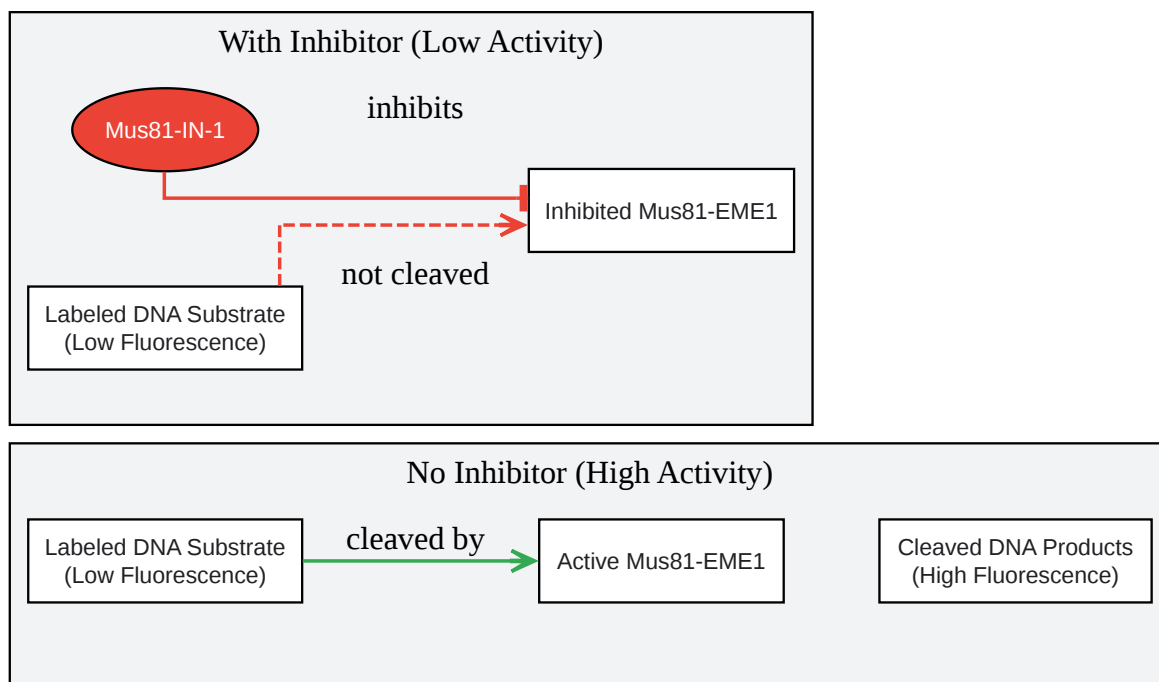 With Inhibitor (Low Activity)
inhibits
Mus81-IN-1
Inhibited Mus81-EME1
not cleaved
Labeled DNA Substrate
(Low Fluorescence)
No Inhibitor (High Activity)
Labeled DNA Substrate
(Low Fluorescence)
cleaved by
Active Mus81-EME1
Cleaved DNA Products
(High Fluorescence)